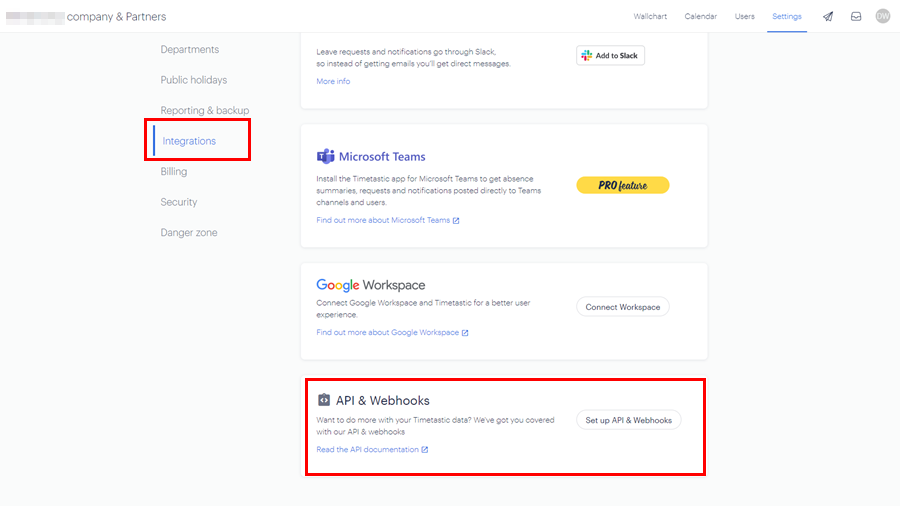 company & Partners
Wallchart
Calendar
Users
Settings
DW
Departments
Public holidays
Reporting & backup
Integrations
Billing
Security
Danger zone
Leave requests and notifications go through Slack,
so instead of getting emails you'll get direct messages.
More info
Add to Slack
Microsoft Teams
Install the Timetastic app for Microsoft Teams to get absence
summaries, requests and notifications posted directly to Teams
channels and users.
Find out more about Microsoft Teams
PRO feature
Google Workspace
Connect Google Workspace and Timetastic for a better user
experience.
Find out more about Google Workspace
Connect Workspace
API & Webhooks
Want to do more with your Timetastic data? We've got you covered
with our API & webhooks
Read the API documentation
Set up API & Webhooks